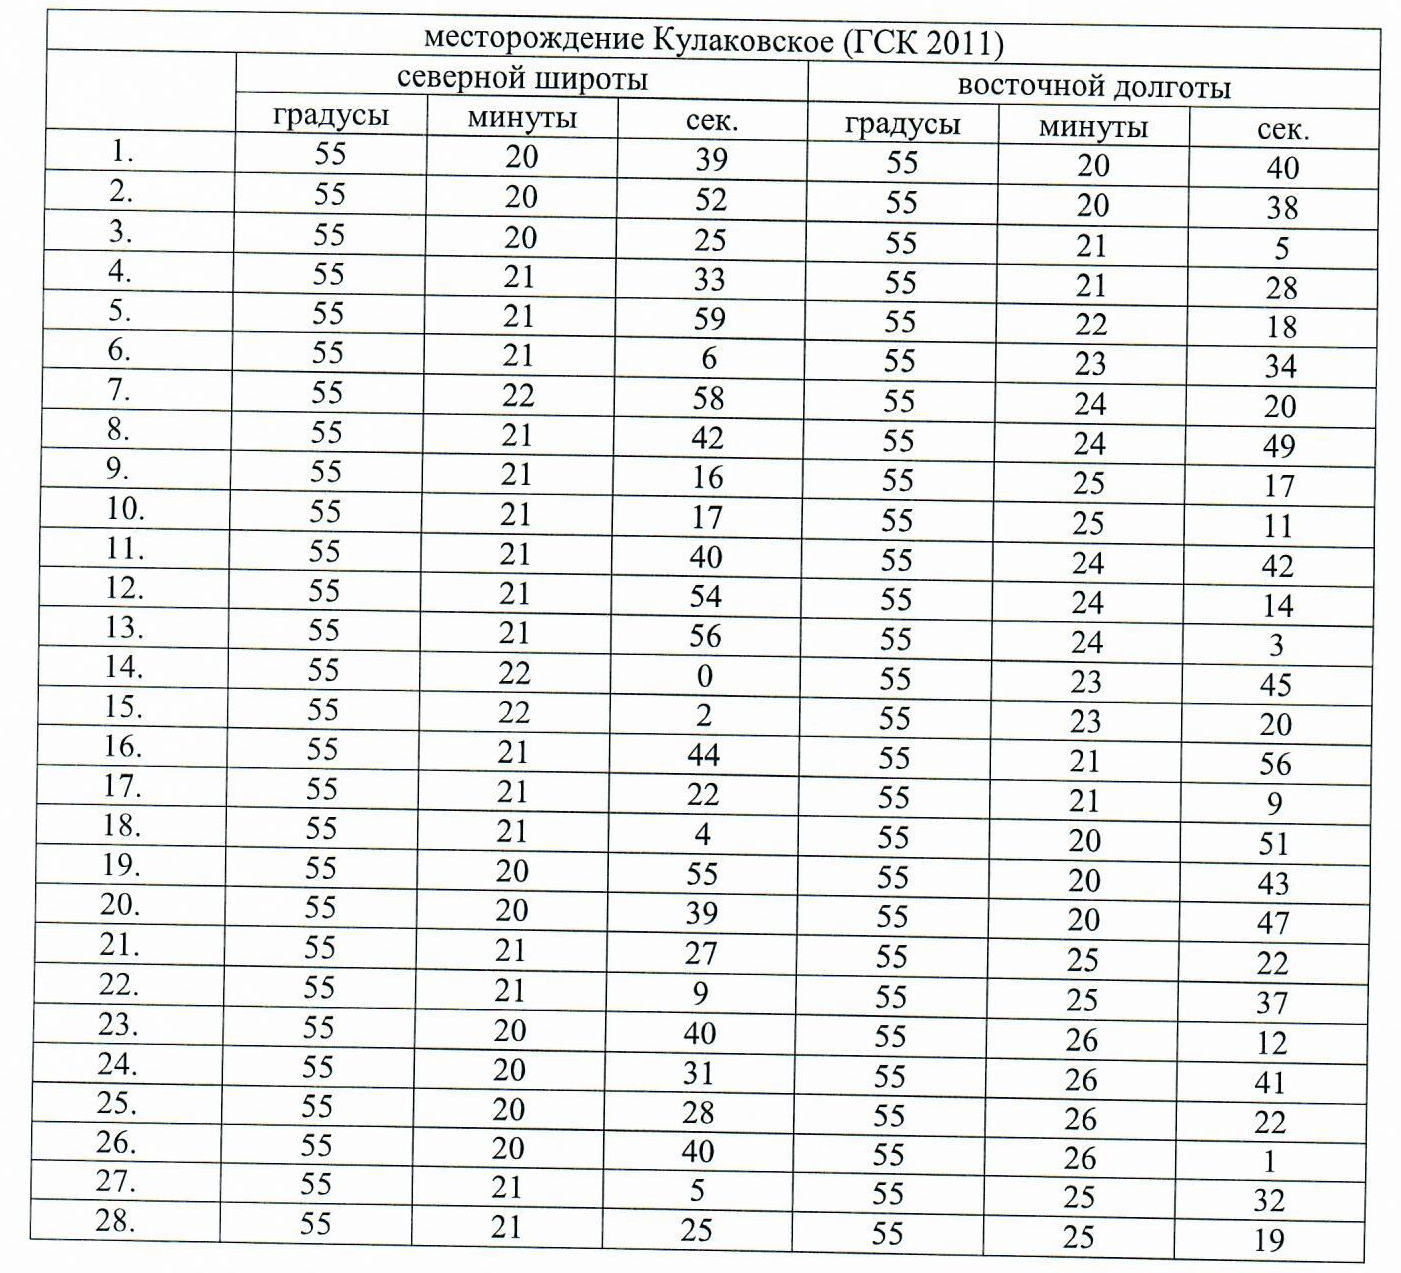 месторождение Кулаковское (ГСК 2011)
северной широты восточной долготы
градусы минуты сек. градусы минуты сек.
1. 55 20 39 55 20 40
2. 55 20 52 55 20 38
3. 55 20 25 55 21 5
4. 55 21 33 55 21 28
5. 55 21 59 55 22 18
6. 55 21 6 55 23 34
7. 55 22 58 55 24 20
8. 55 21 42 55 24 49
9. 55 21 16 55 25 17
10. 55 21 17 55 25 11
11. 55 21 40 55 24 42
12. 55 21 54 55 24 14
13. 55 21 56 55 24 3
14. 55 22 0 55 23 45
15. 55 22 2 55 23 20
16. 55 21 44 55 21 56
17. 55 21 22 55 21 9
18. 55 21 4 55 20 51
19. 55 20 55 55 20 43
20. 55 20 39 55 20 47
21. 55 21 27 55 25 22
22. 55 21 9 55 25 37
23. 55 20 40 55 26 12
24. 55 20 31 55 26 41
25. 55 20 28 55 26 22
26. 55 20 40 55 26 1
27. 55 21 5 55 25 32
28. 55 21 25 55 25 19